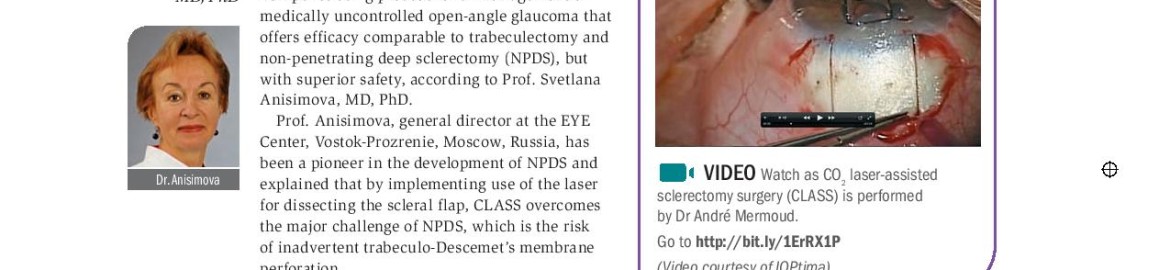 MD, PhD
medically uncontrolled open-angle glaucoma that
offers efficacy comparable to trabeculectomy and
non-penetrating deep sclerectomy (NPDS), but
with superior safety, according to Prof. Svetlana
Anisimova, MD, PhD.
Prof. Anisimova, general director at the EYE
Center, Vostok-Prozrenie, Moscow, Russia, has
been a pioneer in the development of NPDS and
explained that by implementing use of the laser
for dissecting the scleral flap, CLASS overcomes
the major challenge of NPDS, which is the risk
of inadvertent trabeculo-Descemet's membrane
perforation.
Dr. Anisimova
VIDEO Watch as CO2 laser-assisted
sclerectomy surgery (CLASS) is performed
by Dr André Mermoud.
Go to http://bit.ly/1ErRX1P
(Video courtesy of IOPtima)